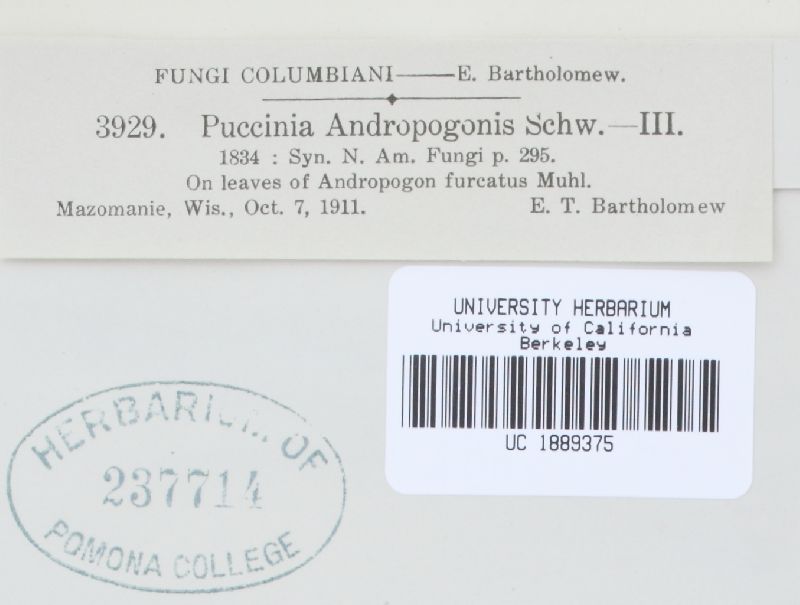 FUNGI COLUMBIANI——E. Bartholomew.
3929. Puccinia Andropogonis Schw.—III.
1834 : Syn. N. Am. Fungi p. 295.
On leaves of Andropogon furcatus Muhl.
Mazomanie, Wis., Oct. 7, 1911. E. T. Bartholomew
UNIVERSITY HERBARIUM
University of California
Berkeley
UC 1889375
HERBARIUM OF
237714
POMONA COLLEGE